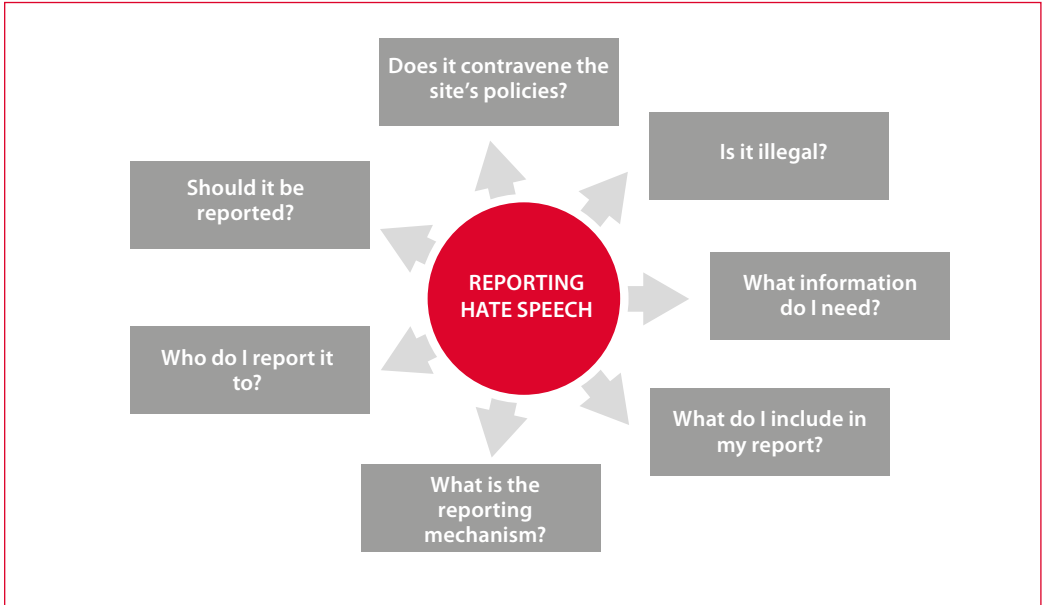 Does it contravene the
site's policies?
Is it illegal?
Should it be
reported?
REPORTING
HATE SPEECH
What information
do I need?
Who do I report it
to?
What do I include in
my report?
What is the
reporting
mechanism?